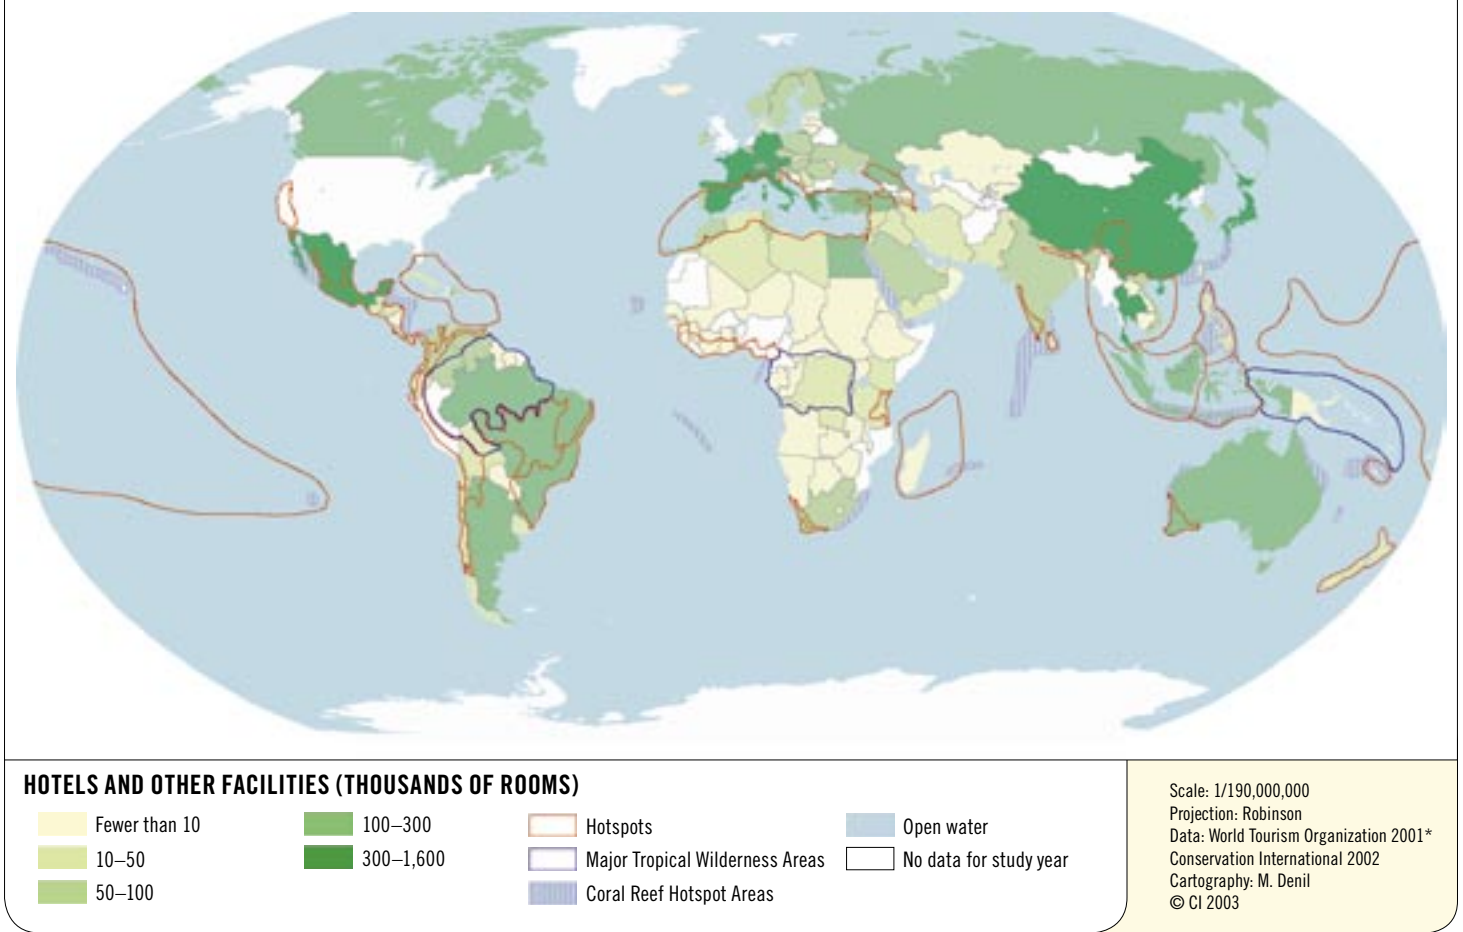 HOTELS AND OTHER FACILITIES (THOUSANDS OF ROOMS)
Fewer than 10
10–50
50–100
100–300
300–1,600
Hotspots
Major Tropical Wilderness Areas
Coral Reef Hotspot Areas
Open water
No data for study year
Scale: 1/190,000,000
Projection: Robinson
Data: World Tourism Organization 2001*
Conservation International 2002
Cartography: M. Denil
© CI 2003